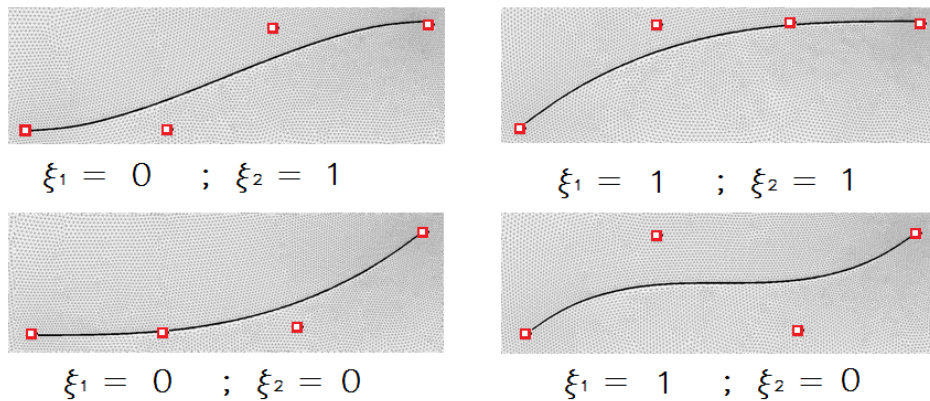 ξ₁ = 0 ; ξ₂ = 1
ξ₁ = 1 ; ξ₂ = 1
ξ₁ = 0 ; ξ₂ = 0
ξ₁ = 1 ; ξ₂ = 0